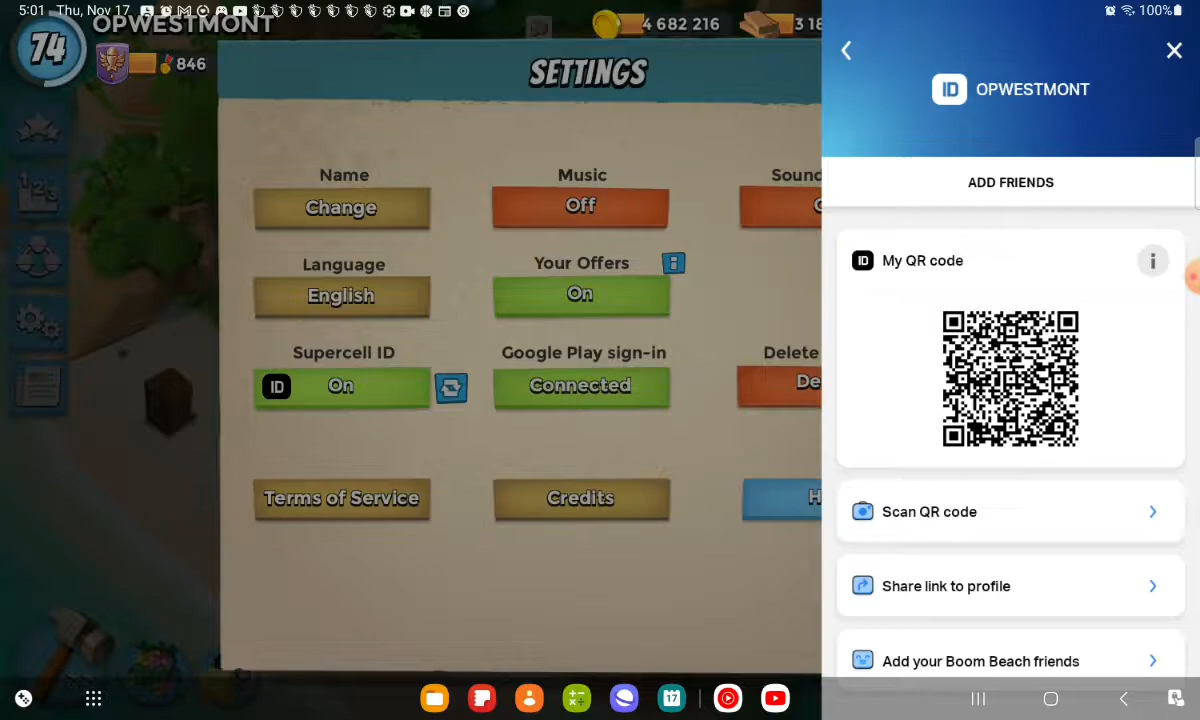 5:01 Thu, Nov 17
100%
OPWESTMONT
74
846
4 682 216
3 18
SETTINGS
Name
Music
Sound
Change
Off
Language
Your Offers
English
On
Supercell ID
Google Play sign-in
Delete
ID On
Connected
De
Terms of Service
Credits
H
ID OPWESTMONT
ADD FRIENDS
ID My QR code
Scan QR code
Share link to profile
Add your Boom Beach friends
17